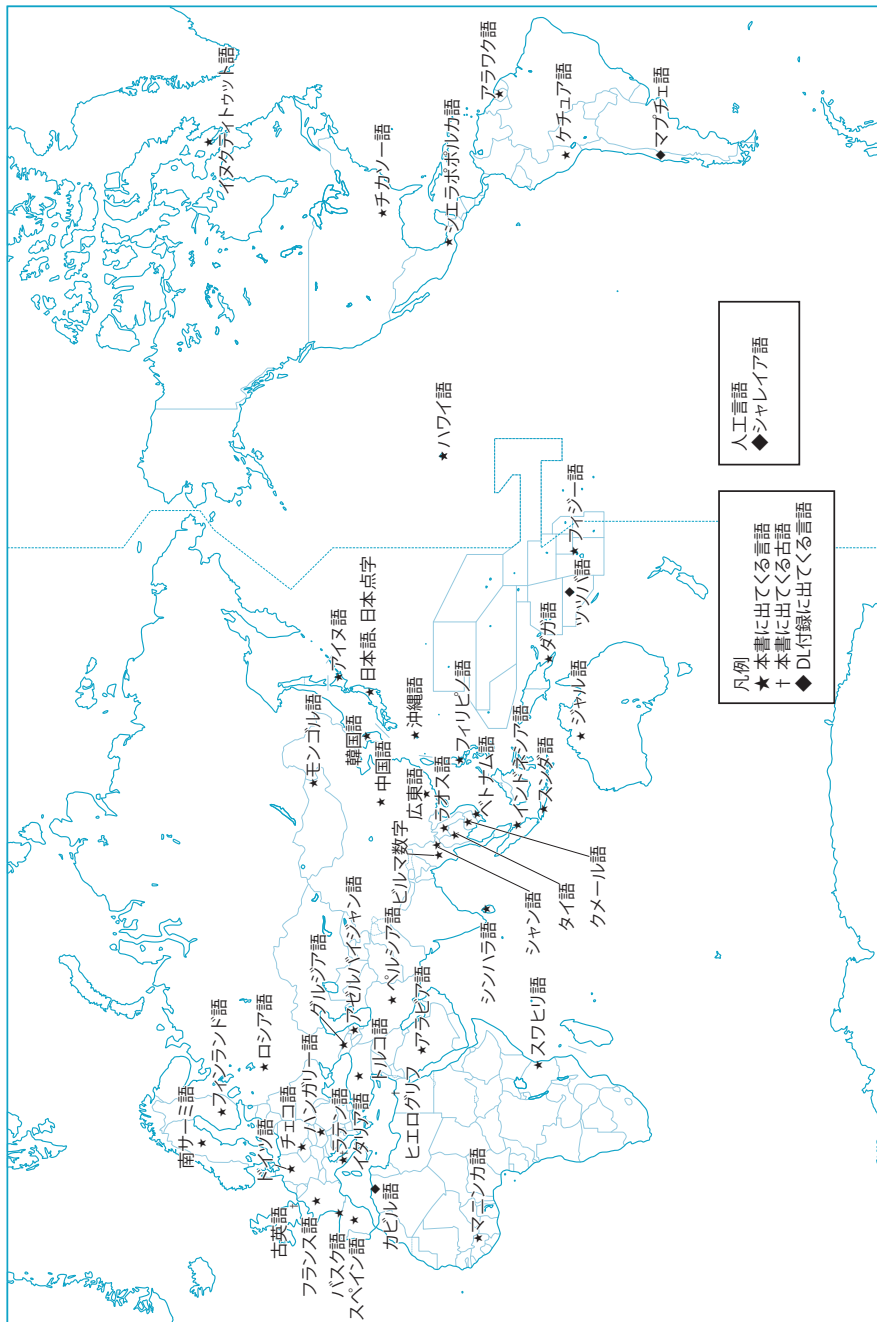 南サーミ語
フィンランド語
ロシア語
古英語
ドイツ語
チェコ語
ハンガリー語
フランス語
バスク語
スペイン語
ラテン語
イタリア語
グルジア語
アゼルバイジャン語
トルコ語
ペルシア語
カビル語
ヒエログリフ
アラビア語
マニンカ語
スワヒリ語
モンゴル語
韓国語
中国語
アイヌ語
日本語、日本点字
沖縄語
広東語
ビルマ数字
ラオス語
フィリピノ語
ベトナム語
シンハラ語
シャン語
タイ語
クメール語
インドネシア語
スンダ語
ダガ語
ジャル語
ツツバ語
フィジー語
ハワイ語
イヌクティトゥット語
チカソー語
シエラポポルカ語
アラワク語
ケチュア語
マプチェ語
凡例
★ 本書に出てくる言語
† 本書に出てくる古語
◆ DL付録に出てくる言語
人工言語
◆シャレイア語